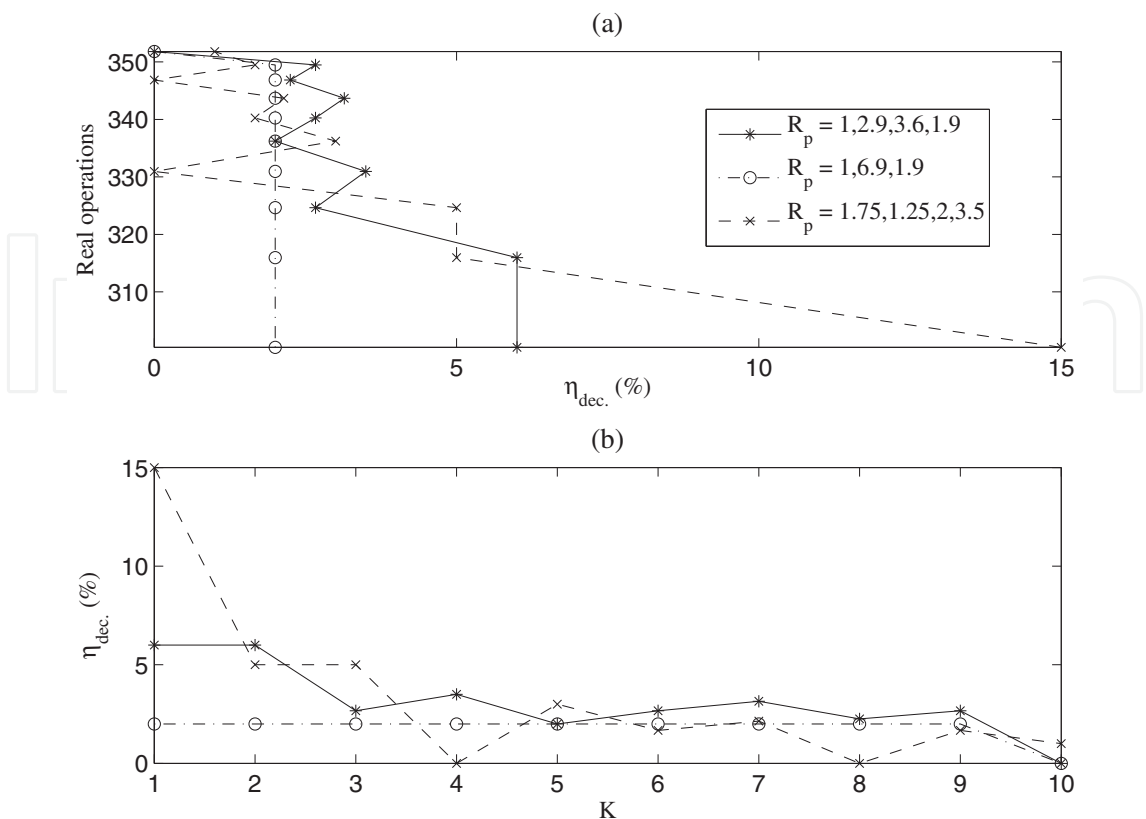 (a)
350
340
330
320
310
Real operations
0 5 10 15
η_dec. (%)
R_p = 1,2.9,3.6,1.9
R_p = 1,6.9,1.9
R_p = 1.75,1.25,2,3.5
(b)
15
10
5
0
η_dec. (%)
1 2 3 4 5 6 7 8 9 10
K